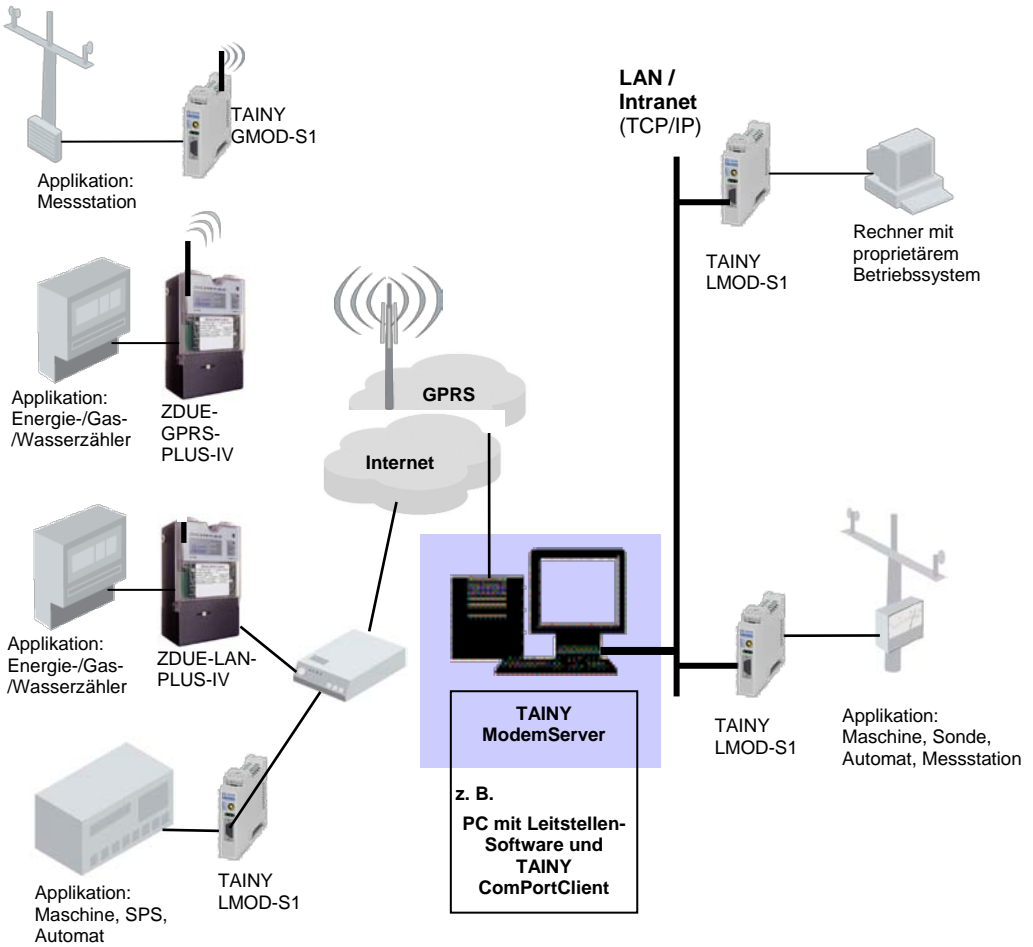 TAINY
GMOD-S1
Applikation:
Messstation
LAN /
Intranet
(TCP/IP)
TAINY
LMOD-S1
Rechner mit
proprietärem
Betriebssystem
Applikation:
Energie-/Gas-
/Wasserzähler
ZDUE-
GPRS-
PLUS-IV
GPRS
Internet
Applikation:
Energie-/Gas-
/Wasserzähler
ZDUE-LAN-
PLUS-IV
TAINY
ModemServer
z. B.
PC mit Leitstellen-
Software und
TAINY
ComPortClient
TAINY
LMOD-S1
Applikation:
Maschine, Sonde,
Automat, Messstation
Applikation:
Maschine, SPS,
Automat
TAINY
LMOD-S1